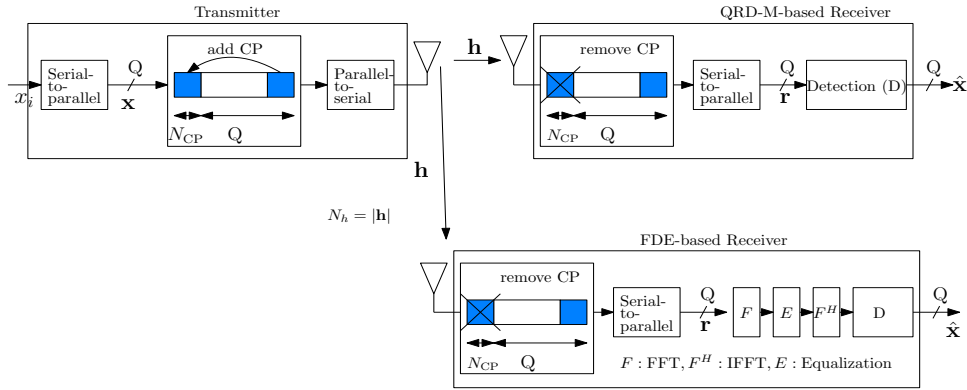 Transmitter
add CP
Serial-
to-
parallel
Q
x_i
𝐱
N_CP
Q
Parallel-
to-
serial
𝐡
QRD-M-based Receiver
remove CP
N_CP
Q
Serial-
to-
parallel
Q
𝐫
Detection (D)
Q
𝐱̂
𝐡
N_h = |𝐡|
FDE-based Receiver
remove CP
N_CP
Q
Serial-
to-
parallel
Q
𝐫
F
E
F^H
D
Q
𝐱̂
F : FFT, F^H : IFFT, E : Equalization